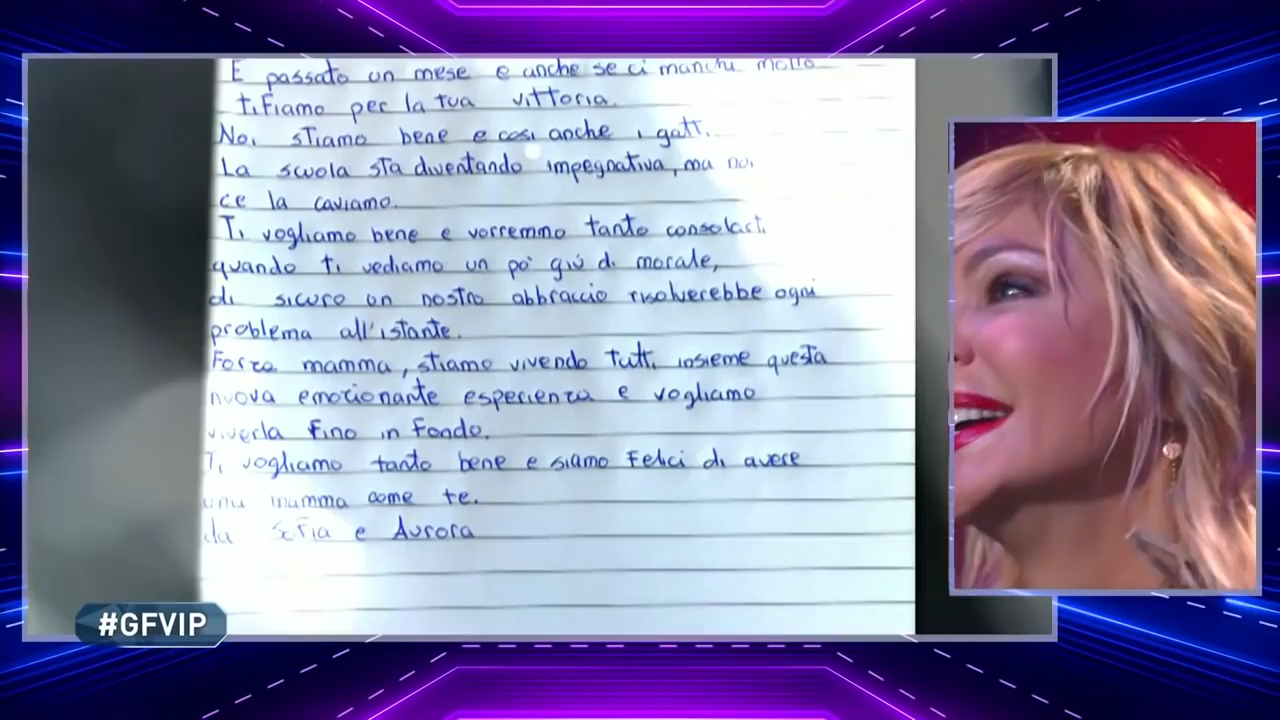 E passato un mese e anche se ci manchi molto
tifiamo per la tua vittoria.
Noi stiamo bene e così anche i gatti.
La scuola sta diventando impegnativa, ma noi
ce la caviamo.
Ti vogliamo bene e vorremmo tanto consolarti
quando ti vediamo un po' giù di morale,
di sicuro un nostro abbraccio risolverebbe ogni
problema all'istante.
Forza mamma, stiamo vivendo tutti insieme questa
nuova emozionante esperienza e vogliamo
viverla fino in fondo.
Ti vogliamo tanto bene e siamo felici di avere
una mamma come te.
da Sofia e Aurora
#GFVIP